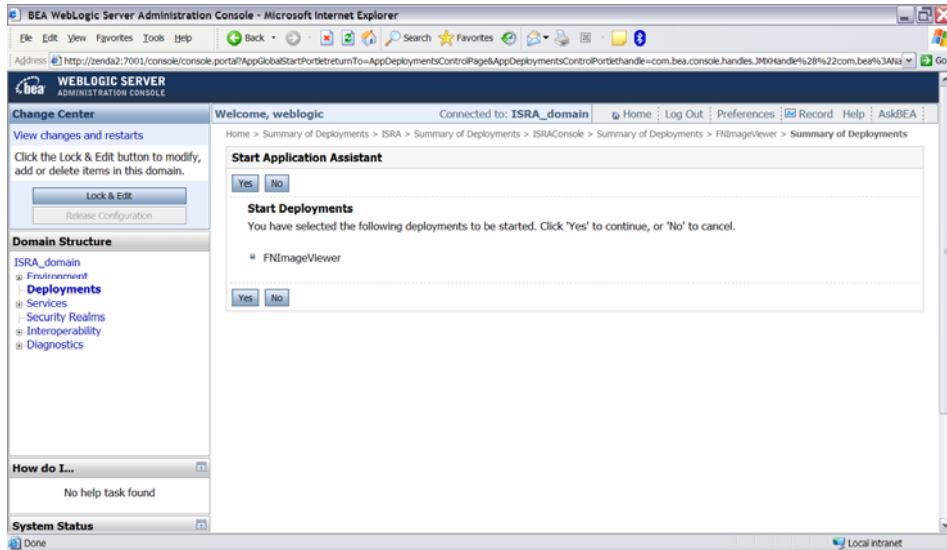 BEA WebLogic Server Administration Console - Microsoft Internet Explorer
File Edit View Favorites Tools Help
Back Search Favorites
Address http://zenda2:7001/console/console.portal?AppGlobalStartPortletreturnTo=AppDeploymentsControlPage&AppDeploymentsControlPortlethandle=com.bea.console.handles.JMXHandle%28%22com.bea%3ANa Go
bea WEBLOGIC SERVER
ADMINISTRATION CONSOLE
Change Center
View changes and restarts
Click the Lock & Edit button to modify,
add or delete items in this domain.
Lock & Edit
Release Configuration
Domain Structure
ISRA_domain
Environment
Deployments
Services
Security Realms
Interoperability
Diagnostics
How do I...
No help task found
System Status
Welcome, weblogic Connected to: ISRA_domain Home Log Out Preferences Record Help AskBEA
Home > Summary of Deployments > ISRA > Summary of Deployments > ISRAConsole > Summary of Deployments > FNImageViewer > Summary of Deployments
Start Application Assistant
Yes No
Start Deployments
You have selected the following deployments to be started. Click 'Yes' to continue, or 'No' to cancel.
FNImageViewer
Yes No
Done Local intranet